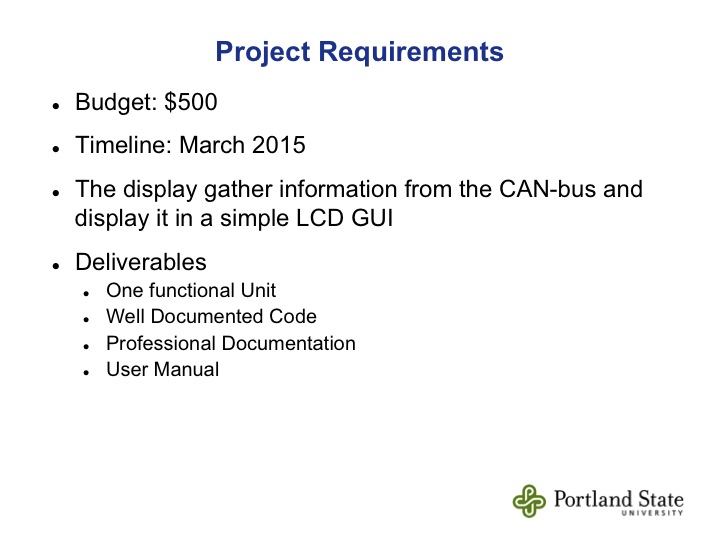 Project Requirements
● Budget: $500
● Timeline: March 2015
● The display gather information from the CAN-bus and
display it in a simple LCD GUI
● Deliverables
● One functional Unit
● Well Documented Code
● Professional Documentation
● User Manual
Portland State
UNIVERSITY